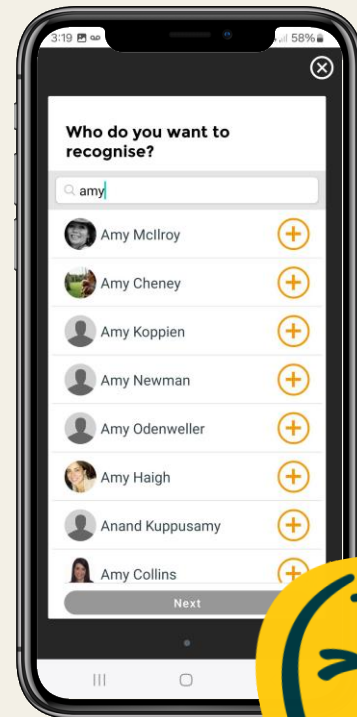 3:19 58%
Who do you want to
recognise?
amy
Amy McIlroy
Amy Cheney
Amy Koppien
Amy Newman
Amy Odenweller
Amy Haigh
Anand Kuppusamy
Amy Collins
Next